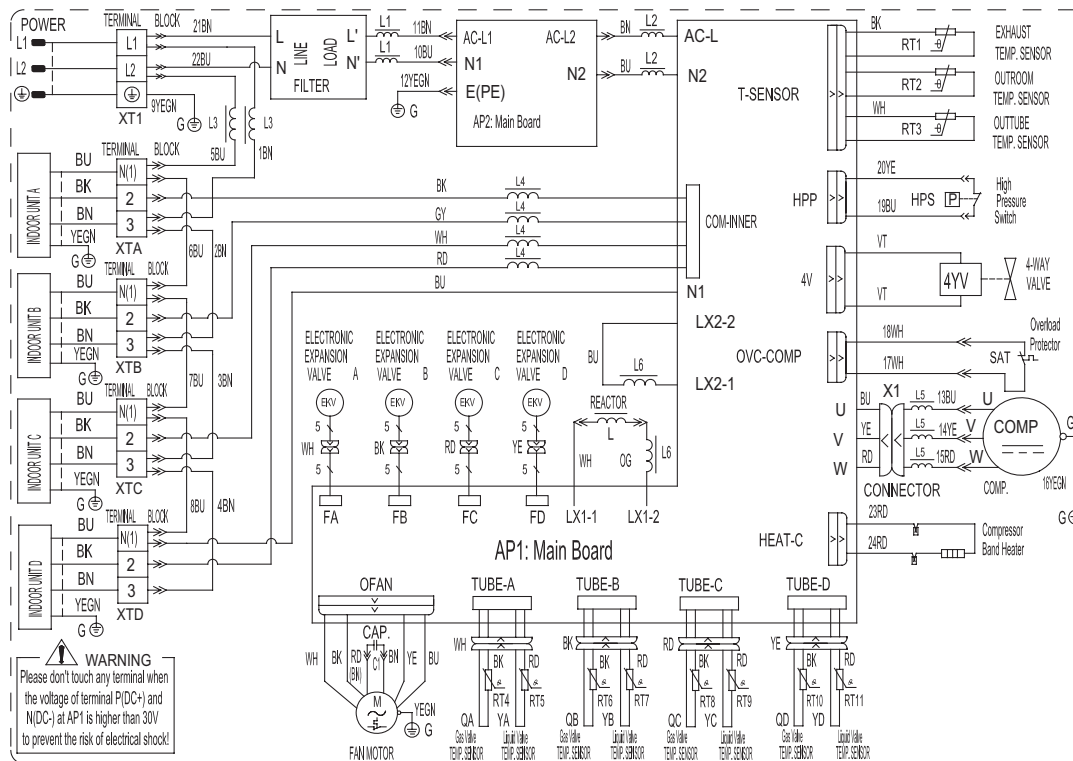 POWER
TERMINAL BLOCK
L1
L2
L1
L2
XT1
21BN
22BU
9YEGN
G
L3
L3
5BU
1BN
L
N
LINE
LOAD
L'
N'
FILTER
L1
11BN
L1
10BU
12YEGN
G
AC-L1
N1
E(PE)
AC-L2
N2
AP2: Main Board
BN
L2
BU
L2
AC-L
N2
T-SENSOR
BK
RT1
EXHAUST
TEMP. SENSOR
RT2
OUTROOM
TEMP. SENSOR
WH
RT3
OUTTUBE
TEMP. SENSOR
HPP
20YE
19BU
HPS
P
High
Pressure
Switch
4V
VT
VT
4YV
4-WAY
VALVE
OVC-COMP
18WH
17WH
SAT
Overload
Protector
U
V
W
BU
YE
RD
X1
CONNECTOR
L5
13BU
U
L5
14YE
V
L5
15RD
W
COMP
COMP.
G
16YEGN
G
HEAT-C
23RD
24RD
Compressor
Band Heater
INDOOR UNIT A
BU
BK
BN
YEGN
G
TERMINAL BLOCK
N(1)
2
3
XTA
6BU
2BN
INDOOR UNIT B
BU
BK
BN
YEGN
G
TERMINAL BLOCK
N(1)
2
3
XTB
7BU
3BN
INDOOR UNIT C
BU
BK
BN
YEGN
G
TERMINAL BLOCK
N(1)
2
3
XTC
8BU
4BN
INDOOR UNIT D
BU
BK
BN
YEGN
G
TERMINAL BLOCK
N(1)
2
3
XTD
BK
L4
GY
L4
WH
L4
RD
L4
BU
COM-INNER
N1
LX2-2
BU
L6
LX2-1
ELECTRONIC
EXPANSION
VALVE A
EKV
5
WH
5
FA
ELECTRONIC
EXPANSION
VALVE B
EKV
5
BK
5
FB
ELECTRONIC
EXPANSION
VALVE C
EKV
5
RD
5
FC
ELECTRONIC
EXPANSION
VALVE D
EKV
5
YE
5
FD
REACTOR
L
WH
OG
L6
LX1-1
LX1-2
AP1: Main Board
OFAN
CAP.
C1
WH
BK
RD
(BN)
BN
YE
BU
M
YEGN
G
FAN MOTOR
TUBE-A
WH
BK
RD
RT4
RT5
QA
YA
Gas Valve
TEMP. SENSOR
Liquid Valve
TEMP. SENSOR
TUBE-B
BK
BK
RD
RT6
RT7
QB
YB
Gas Valve
TEMP. SENSOR
Liquid Valve
TEMP. SENSOR
TUBE-C
RD
BK
RD
RT8
RT9
QC
YC
Gas Valve
TEMP. SENSOR
Liquid Valve
TEMP. SENSOR
TUBE-D
YE
BK
RD
RT10
RT11
QD
YD
Gas Valve
TEMP. SENSOR
Liquid Valve
TEMP. SENSOR
WARNING
Please don't touch any terminal when
the voltage of terminal P(DC+) and
N(DC-) at AP1 is higher than 30V
to prevent the risk of electrical shock!